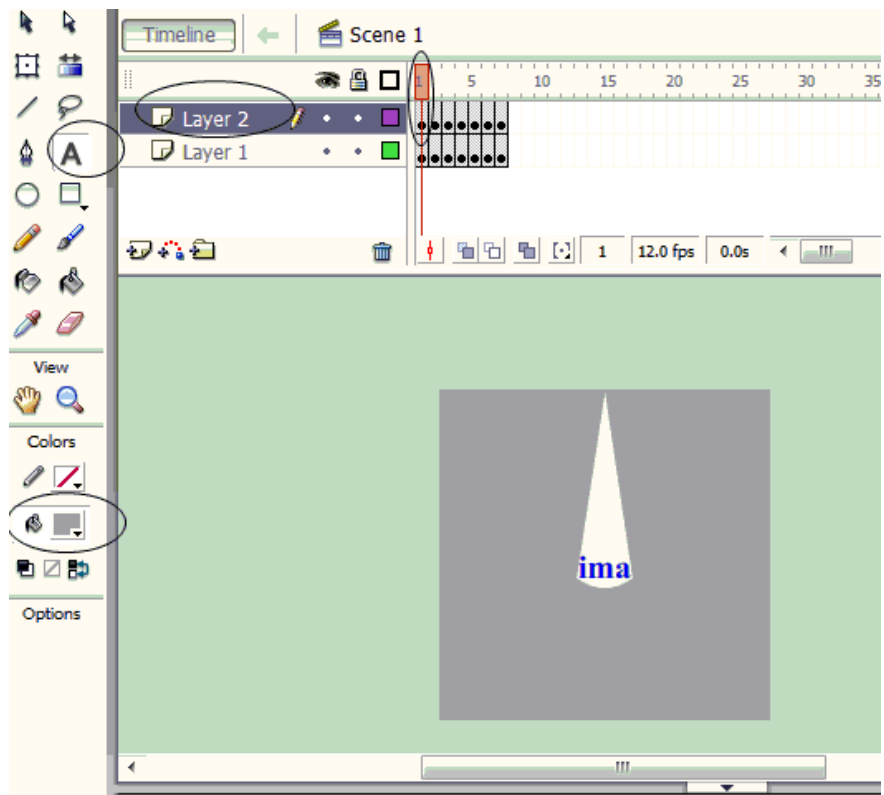 Timeline Scene 1
1 5 10 15 20 25 30 35
Layer 2
A
Layer 1
1 12.0 fps 0.0s
View
Colors
ima
Options